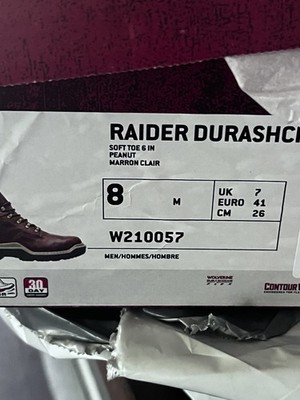 RAIDER DURASHC
SOFT TOE 6 IN
PEANUT
MARRON CLAIR
8 M
UK 7
EURO 41
CM 26
W210057
MEN/HOMMES/HOMBRE
30
DAY
WOLVERINE
CONTOUR